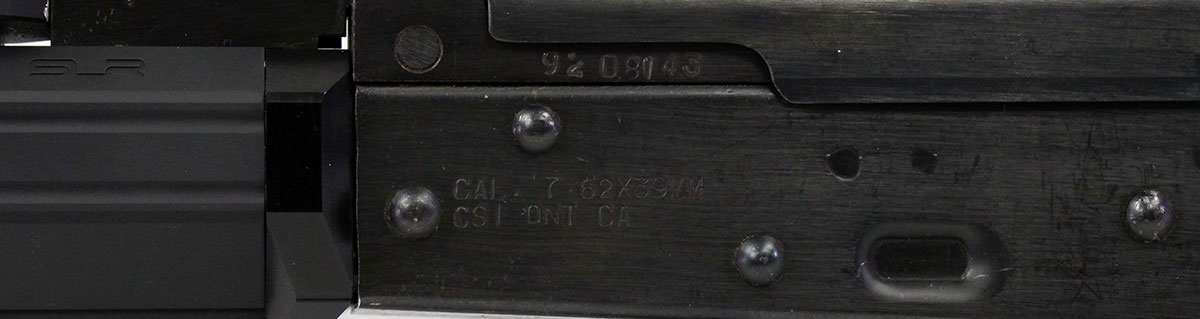 SLR
92 08143
CAL. 7.62X39MM
CSI ONT CA